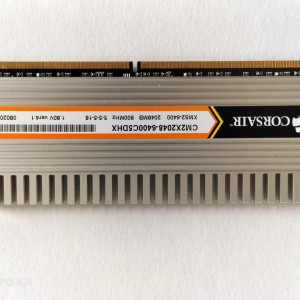 CORSAIR
CM2X2048-6400C5DHX
XMS2-6400 2048MB 800MHz 5-5-5-18
1.80V ver4.1